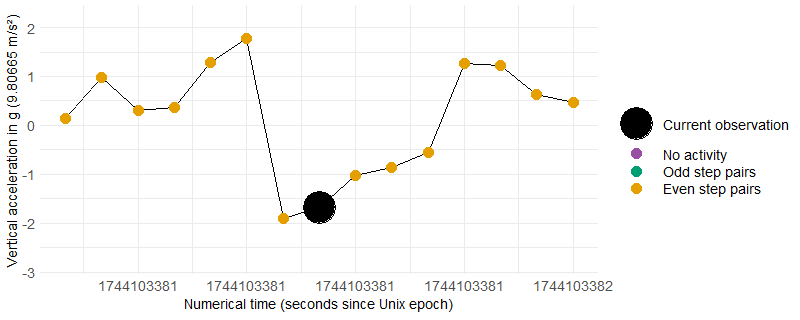 Vertical acceleration in g (9.80665 m/s²)
2
1
0
-1
-2
-3
1744103381 1744103381 1744103381 1744103381 1744103382
Numerical time (seconds since Unix epoch)
Current observation
No activity
Odd step pairs
Even step pairs